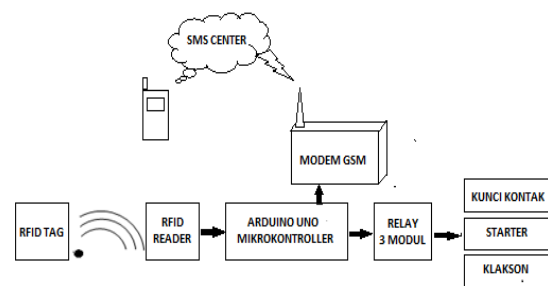 SMS CENTER
MODEM GSM
RFID TAG
RFID
READER
ARDUINO UNO
MIKROKONTROLLER
RELAY
3 MODUL
KUNCI KONTAK
STARTER
KLAKSON